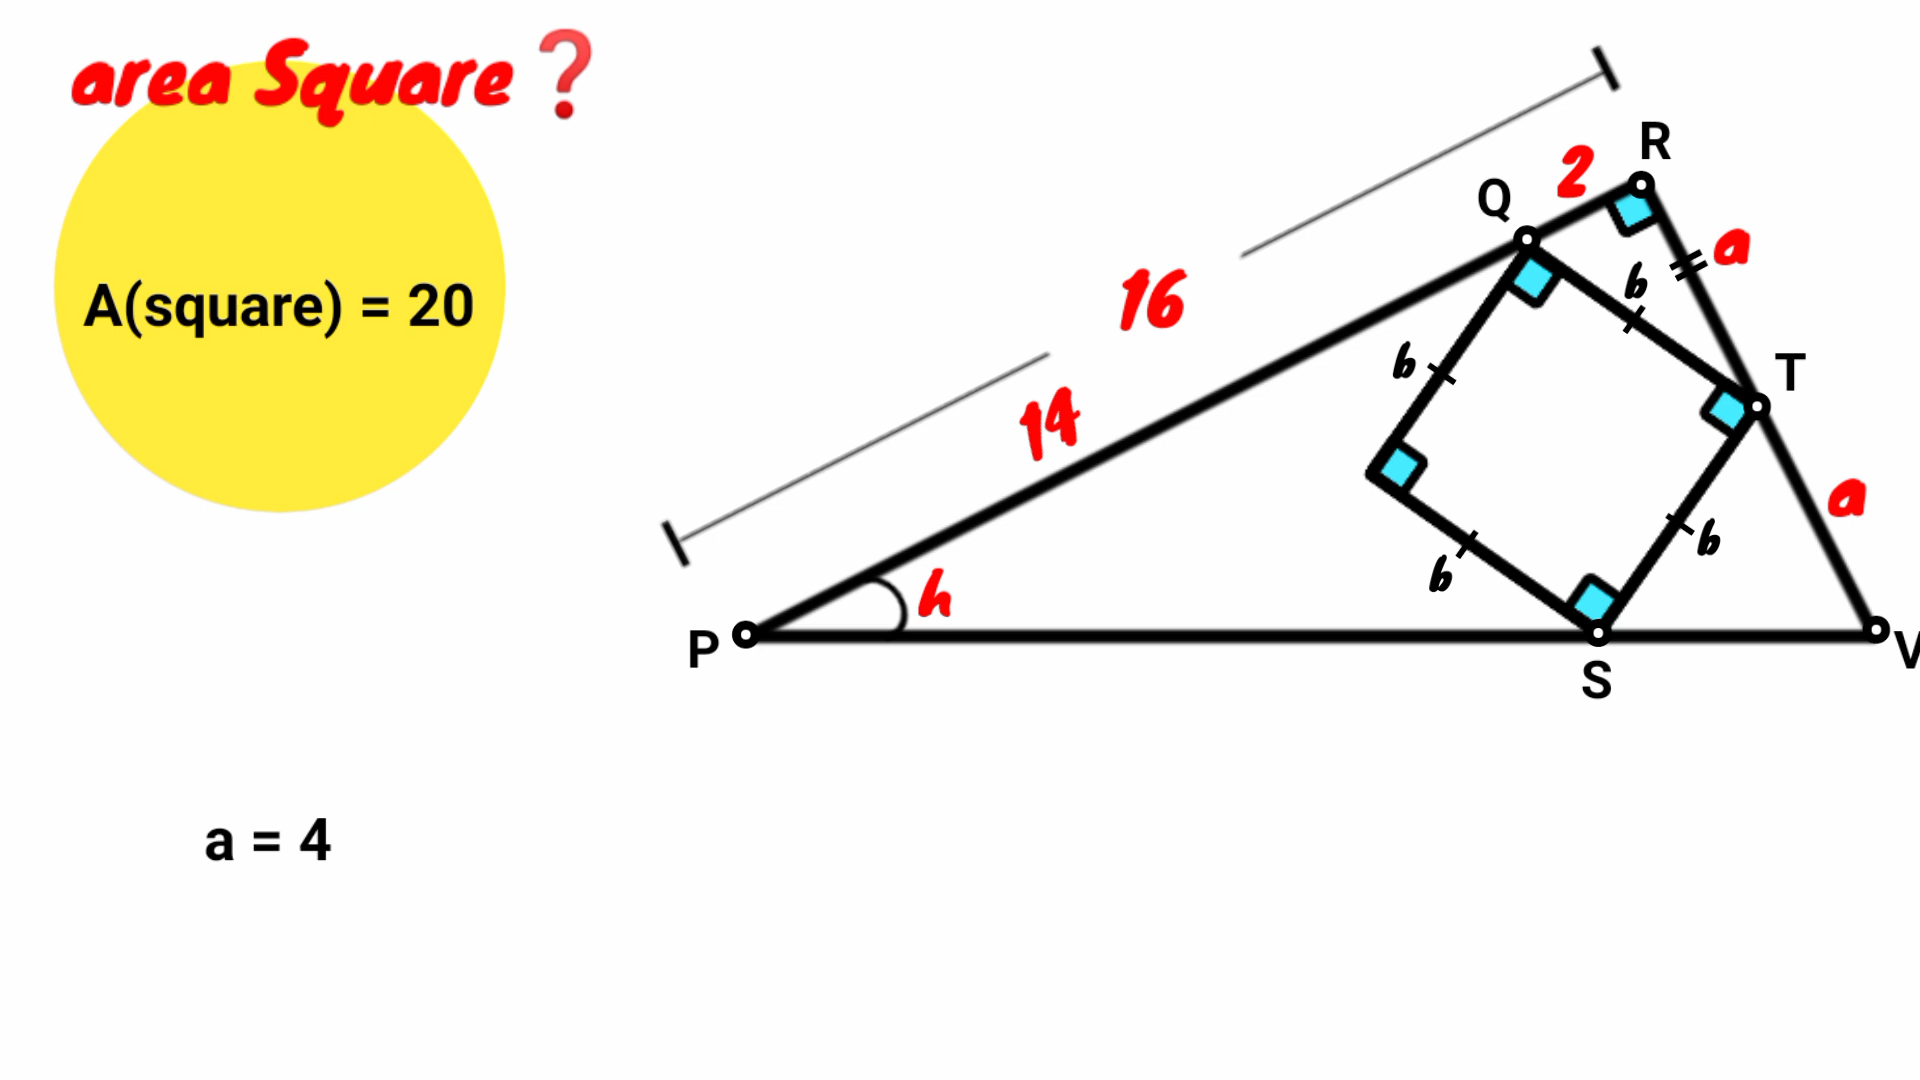 area Square❓
A(square) = 20
a = 4
R
2
Q
a
b
16
T
b
14
a
b
h
b
P
V
S